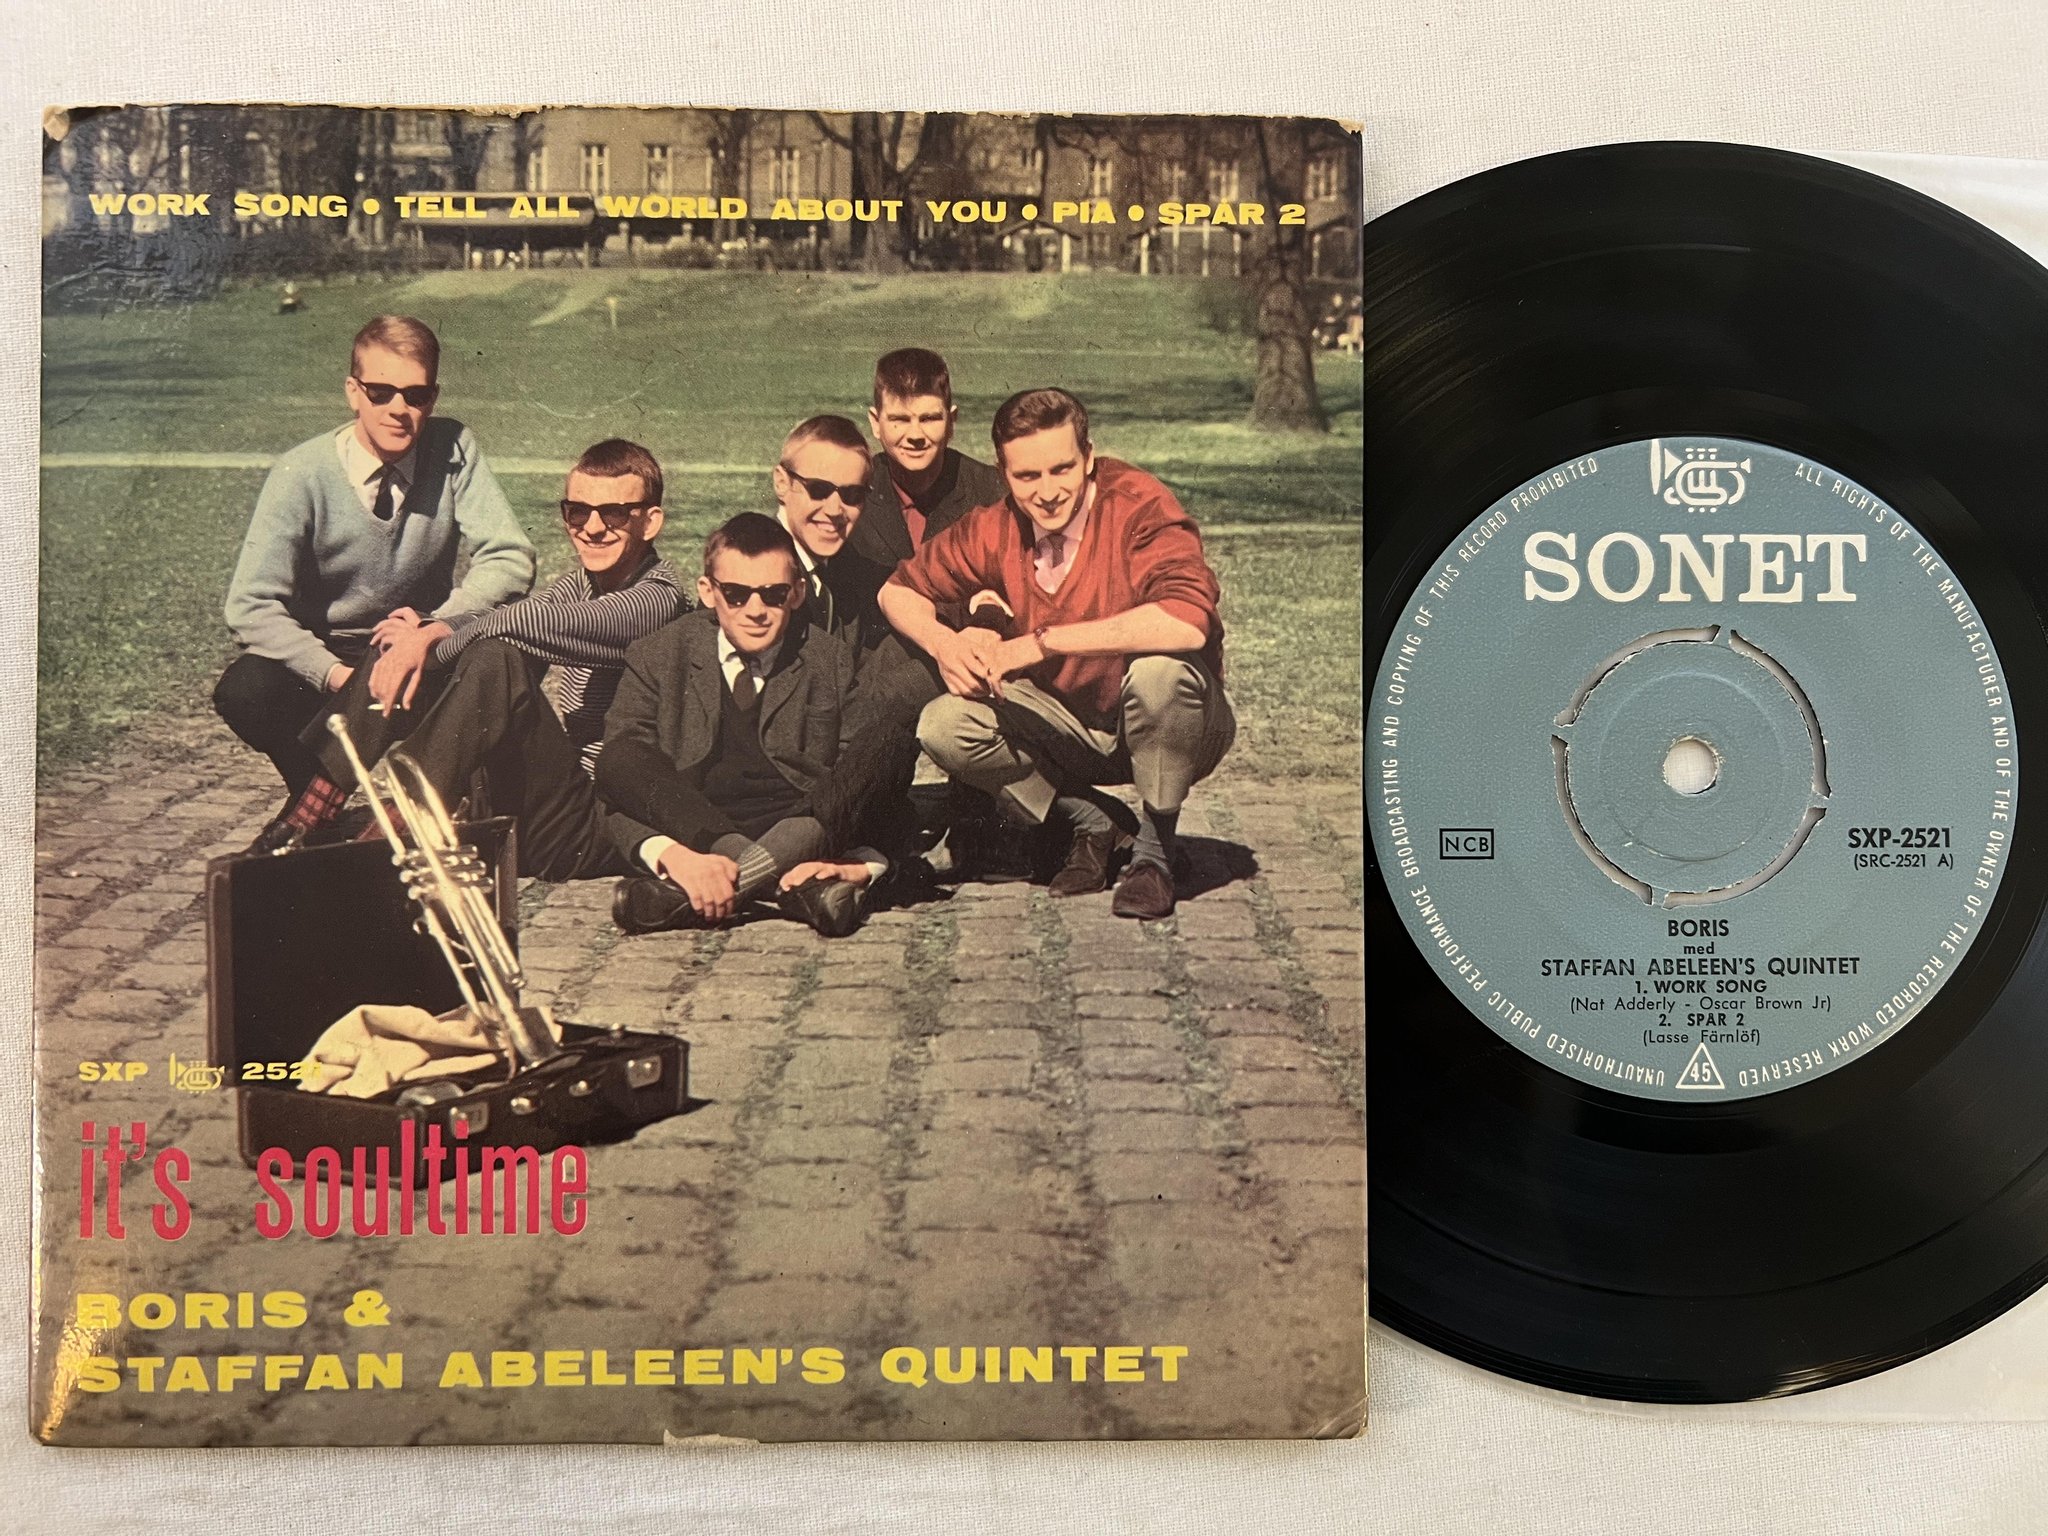 WORK SONG • TELL ALL WORLD ABOUT YOU • PIA • SPÅR 2
SXP 2521
it's soultime
BORIS &
STAFFAN ABELEEN'S QUINTET
ALL RIGHTS OF THE MANUFACTURER AND OF THE OWNER OF THE RECORDED WORK RESERVED
UNAUTHORISED PUBLIC PERFORMANCE BROADCASTING AND COPYING OF THIS RECORD PROHIBITED
SONET
NCB
SXP-2521
(SRC-2521 A)
BORIS
med
STAFFAN ABELEEN'S QUINTET
1. WORK SONG
(Nat Adderly - Oscar Brown Jr)
2. SPÅR 2
(Lasse Färnlöf)
45